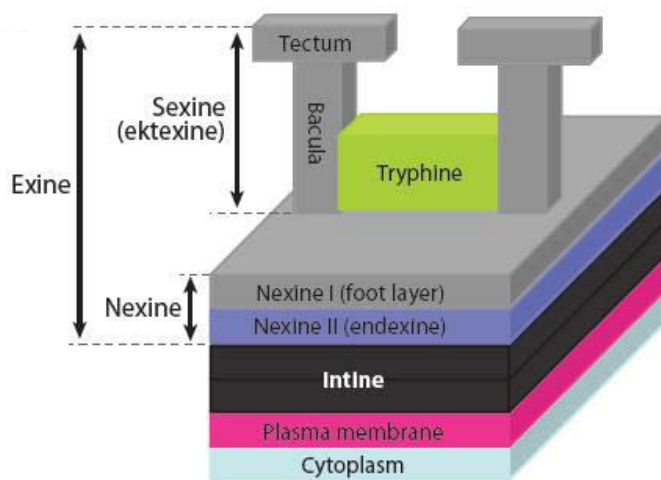 Tectum
Sexine
(ektexine)
Bacula
Exine
Tryphine
Nexine
Nexine I (foot layer)
Nexine II (endexine)
Intine
Plasma membrane
Cytoplasm